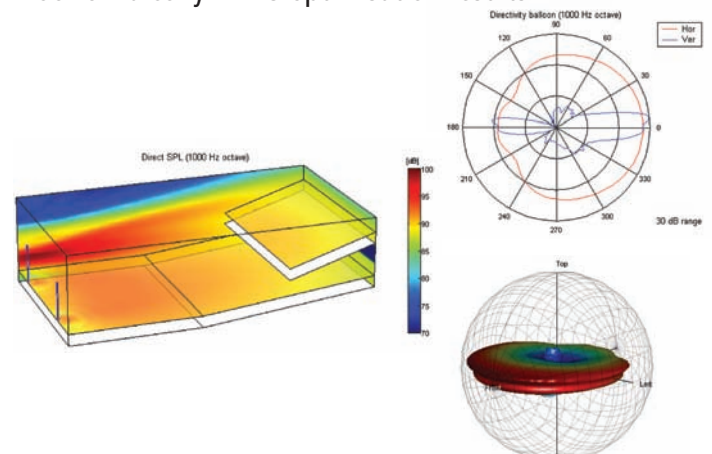 Directivity balloon (1000 Hz octave)
90
120
60
Hor
Ver
150
30
180
0
210
330
240
300
270
30 dB range
Direct SPL (1000 Hz octave)
[dB]
100
95
90
85
80
75
70
Top
Left